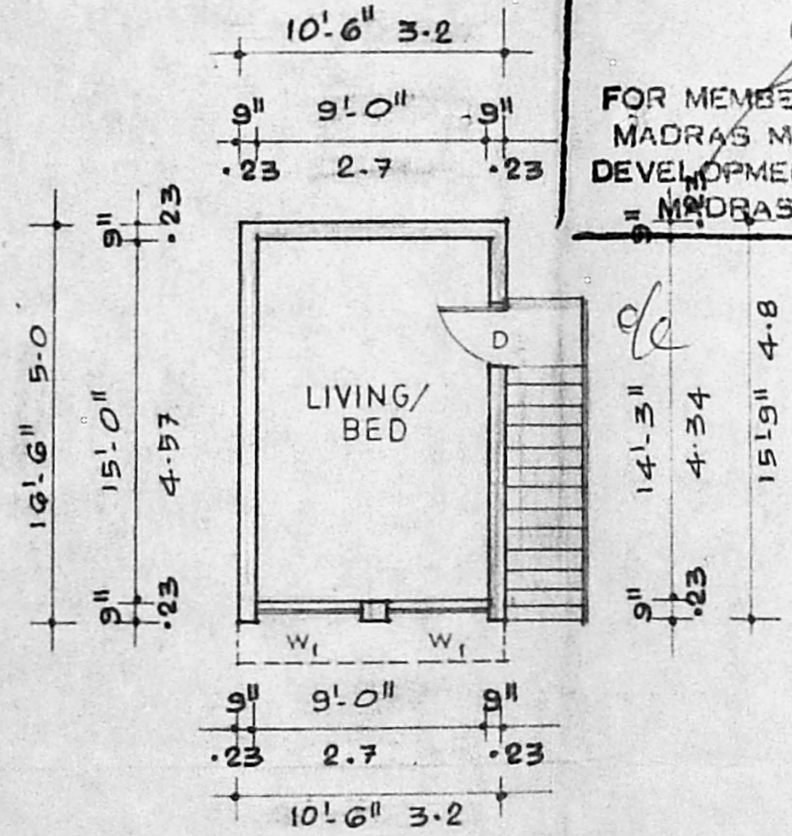 10'-6" 3.2
9" 9'-0" 9"
.23 2.7 .23
FOR MEMBE
MADRAS M
DEVELOPME
MADRAS
16'-6" 5.0
9" 15'-0" 9"
.23 4.57 .23
D
LIVING/
BED
c/c
9" 14'-3" 9"
.23 4.34
15'-9" 4.8
W1 W1
9" 9'-0" 9"
.23 2.7 .23
10'-6" 3.2